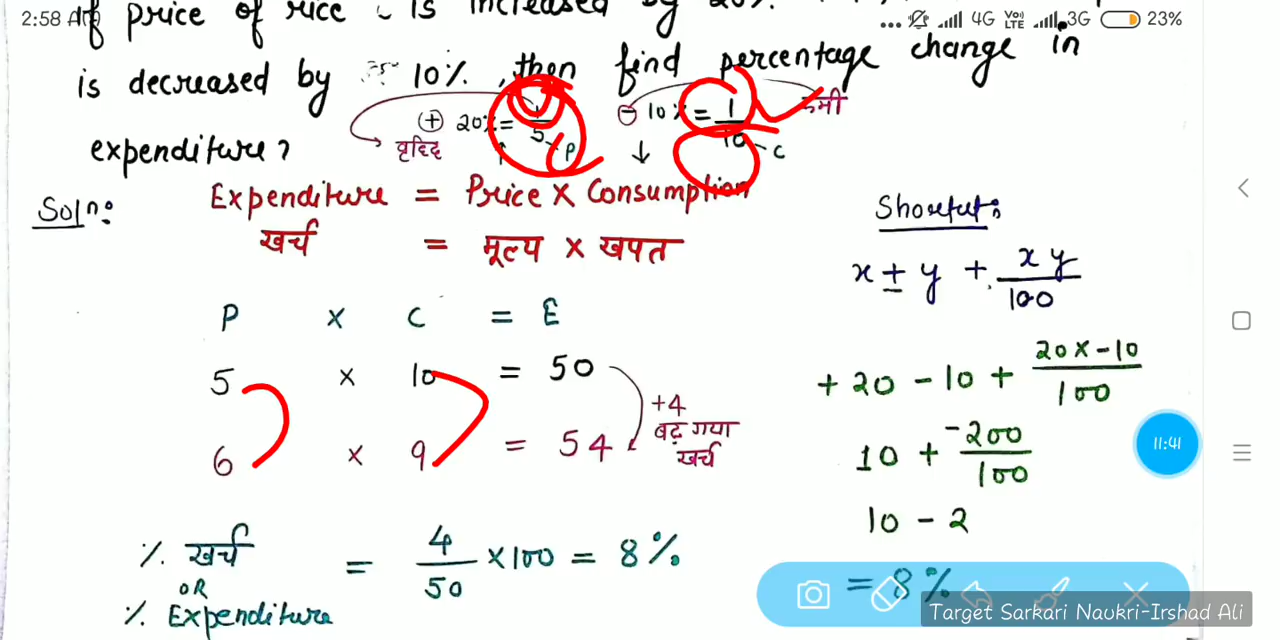 2:58 AM ... 4G VoLTE 3G 23%
If price of rice is increased by 20%
is decreased by 10%, then find percentage change in
expenditure?
⊕ 20% = 1/5 P
वृद्धि ↑
⊖ 10% = 1/10 C
↓ कमी
Soln:
Expenditure = Price × Consumption
खर्च = मूल्य × खपत
P × C = E
5 × 10 = 50
6 × 9 = 54
+4
बढ़ गया
खर्च
% खर्च = 4/50 × 100 = 8%
OR
% Expenditure
Shortcut:
x ± y + xy/100
+20 - 10 + 20×-10/100
10 + -200/100
10 - 2
= 8%
11:41
Target Sarkari Naukri-Irshad Ali